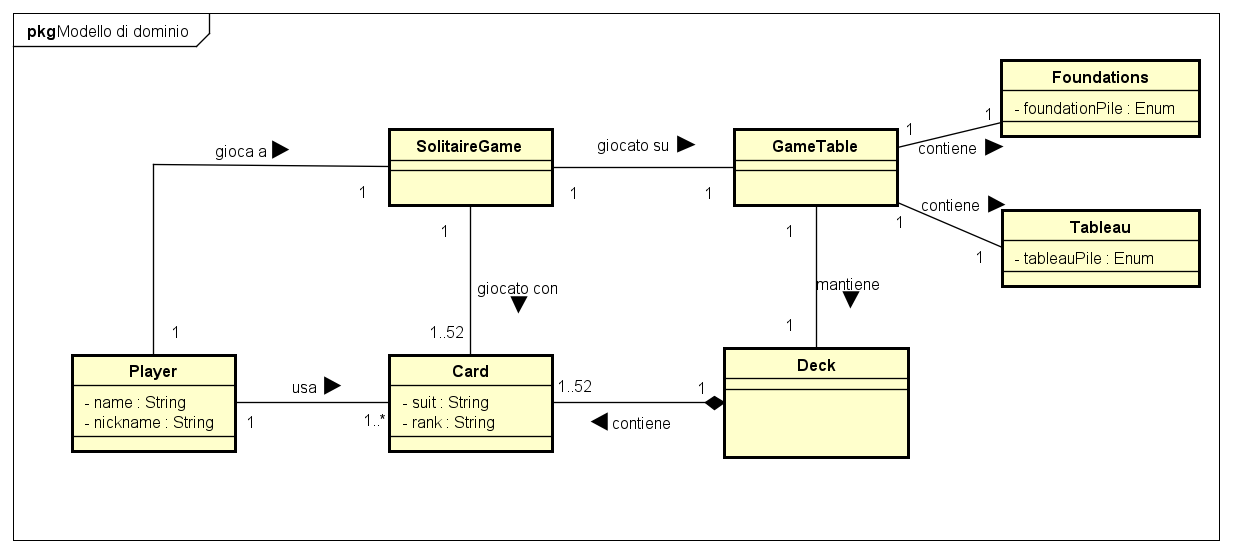 pkgModello di dominio
Foundations
- foundationPile : Enum
1
1
contiene
SolitaireGame
gioca a
1
giocato su
1
1
GameTable
contiene
1
1
Tableau
- tableauPile : Enum
1
giocato con
1..52
1
mantiene
1
1
Player
- name : String
- nickname : String
usa
1
1..*
Card
- suit : String
- rank : String
1..52
1
contiene
Deck